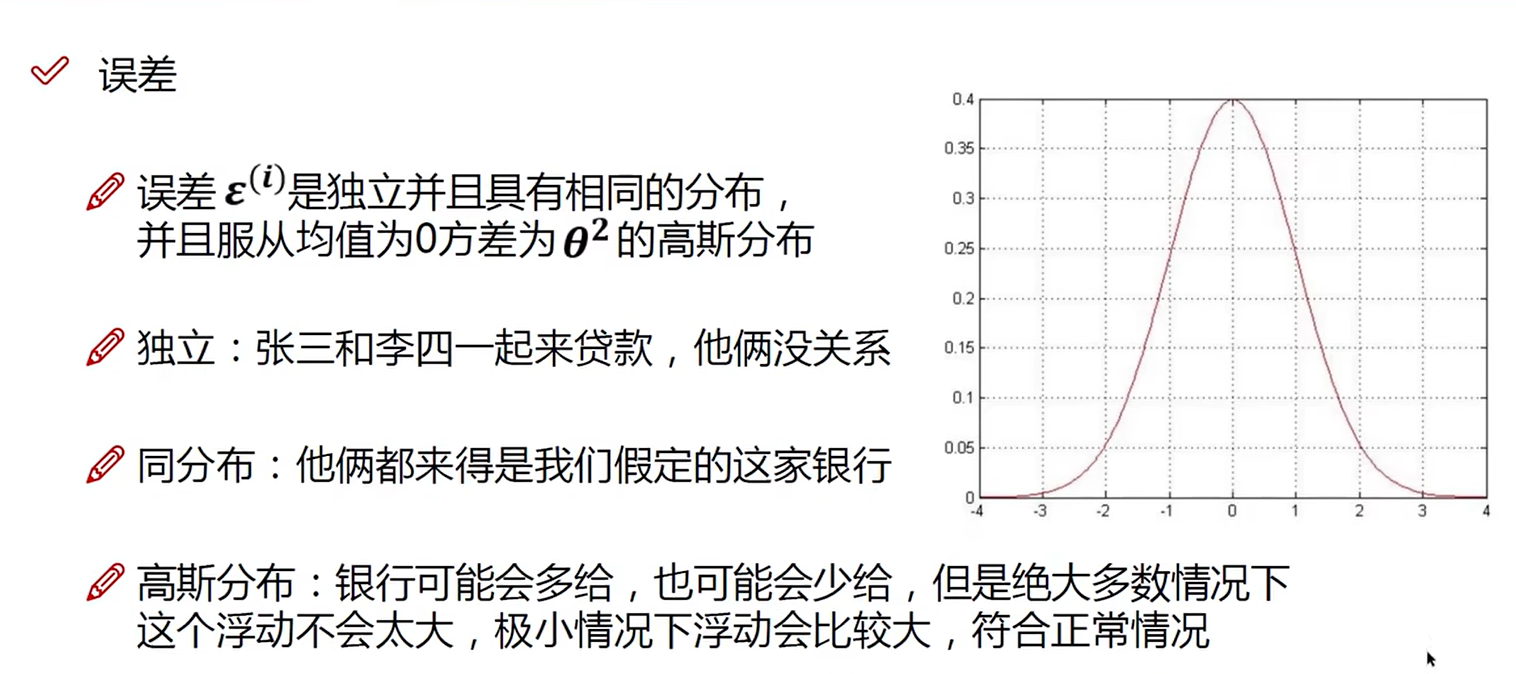 误差
误差 ε⁽ⁱ⁾是独立并且具有相同的分布，
并且服从均值为0方差为 θ² 的高斯分布
独立：张三和李四一起来贷款，他俩没关系
同分布：他俩都来得是我们假定的这家银行
高斯分布：银行可能会多给，也可能会少给，但是绝大多数情况下
这个浮动不会太大，极小情况下浮动会比较大，符合正常情况
0.4
0.35
0.3
0.25
0.2
0.15
0.1
0.05
0
-4 -3 -2 -1 0 1 2 3 4